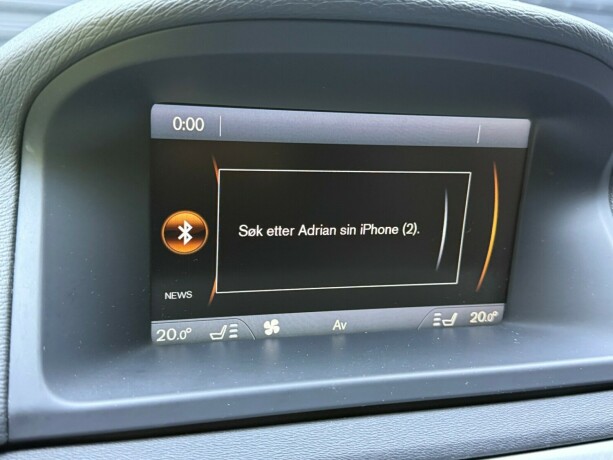 0:00
Søk etter Adrian sin iPhone (2).
NEWS
20.0° Av 20.0°